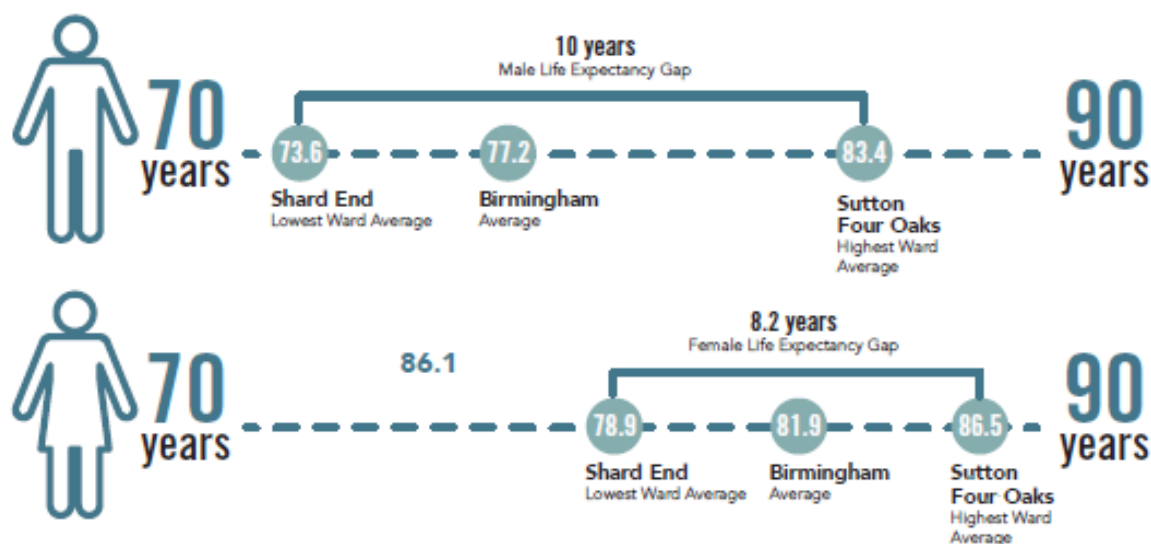 10 years
Male Life Expectancy Gap
70
years
73.6
77.2
83.4
90
years
Shard End
Lowest Ward Average
Birmingham
Average
Sutton
Four Oaks
Highest Ward
Average
8.2 years
Female Life Expectancy Gap
86.1
70
years
78.9
81.9
86.5
90
years
Shard End
Lowest Ward Average
Birmingham
Average
Sutton
Four Oaks
Highest Ward
Average